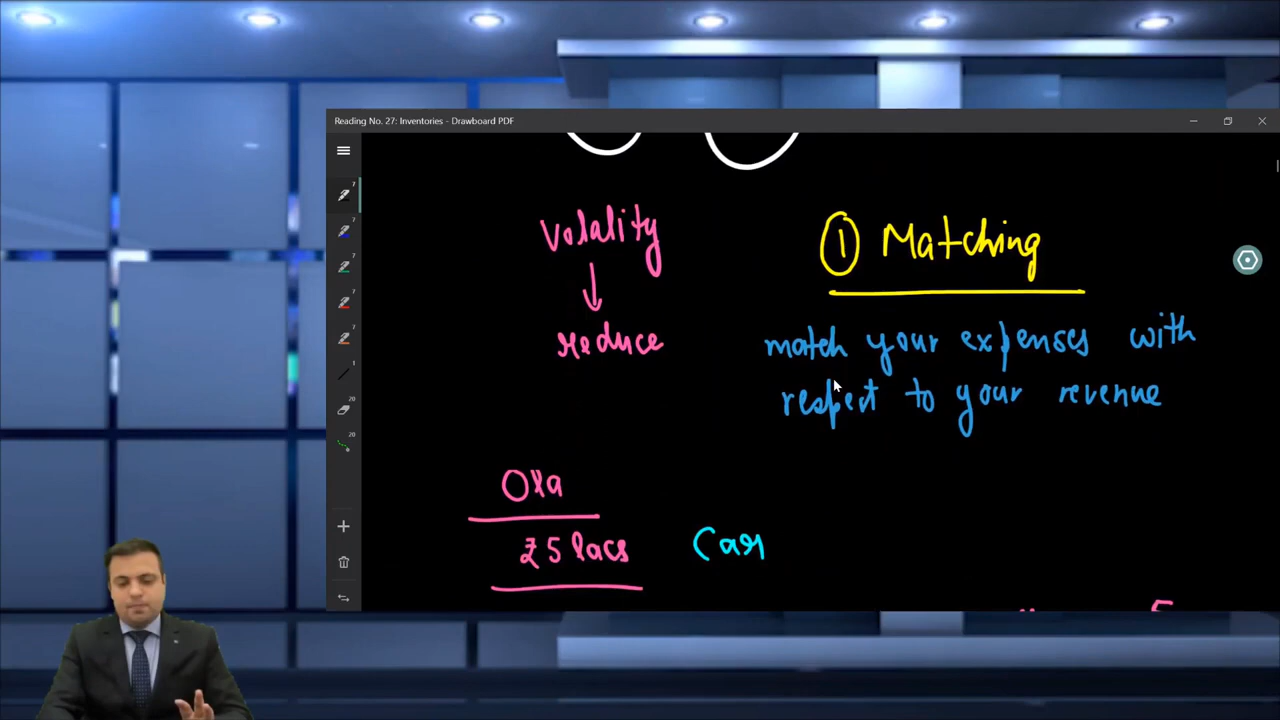 Reading No. 27: Inventories - Drawboard PDF
Volality
① Matching
reduce
match your expenses with
respect to your revenue
Ola
₹5 lacs
Car
5